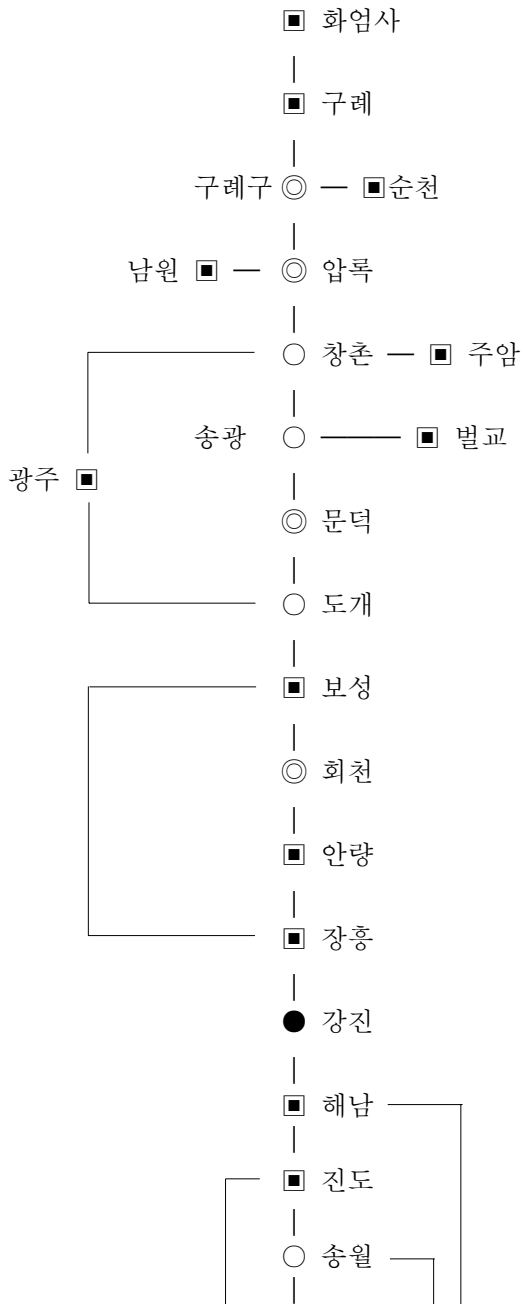 ▣ 화엄사
▣ 구례
구례구 ◎ — ▣순천
남원 ▣ — ◎ 압록
○ 창촌 — ▣ 주암
송광 ○ — ▣ 벌교
광주 ▣
◎ 문덕
○ 도개
▣ 보성
◎ 회천
▣ 안량
▣ 장흥
● 강진
▣ 해남
▣ 진도
○ 송월